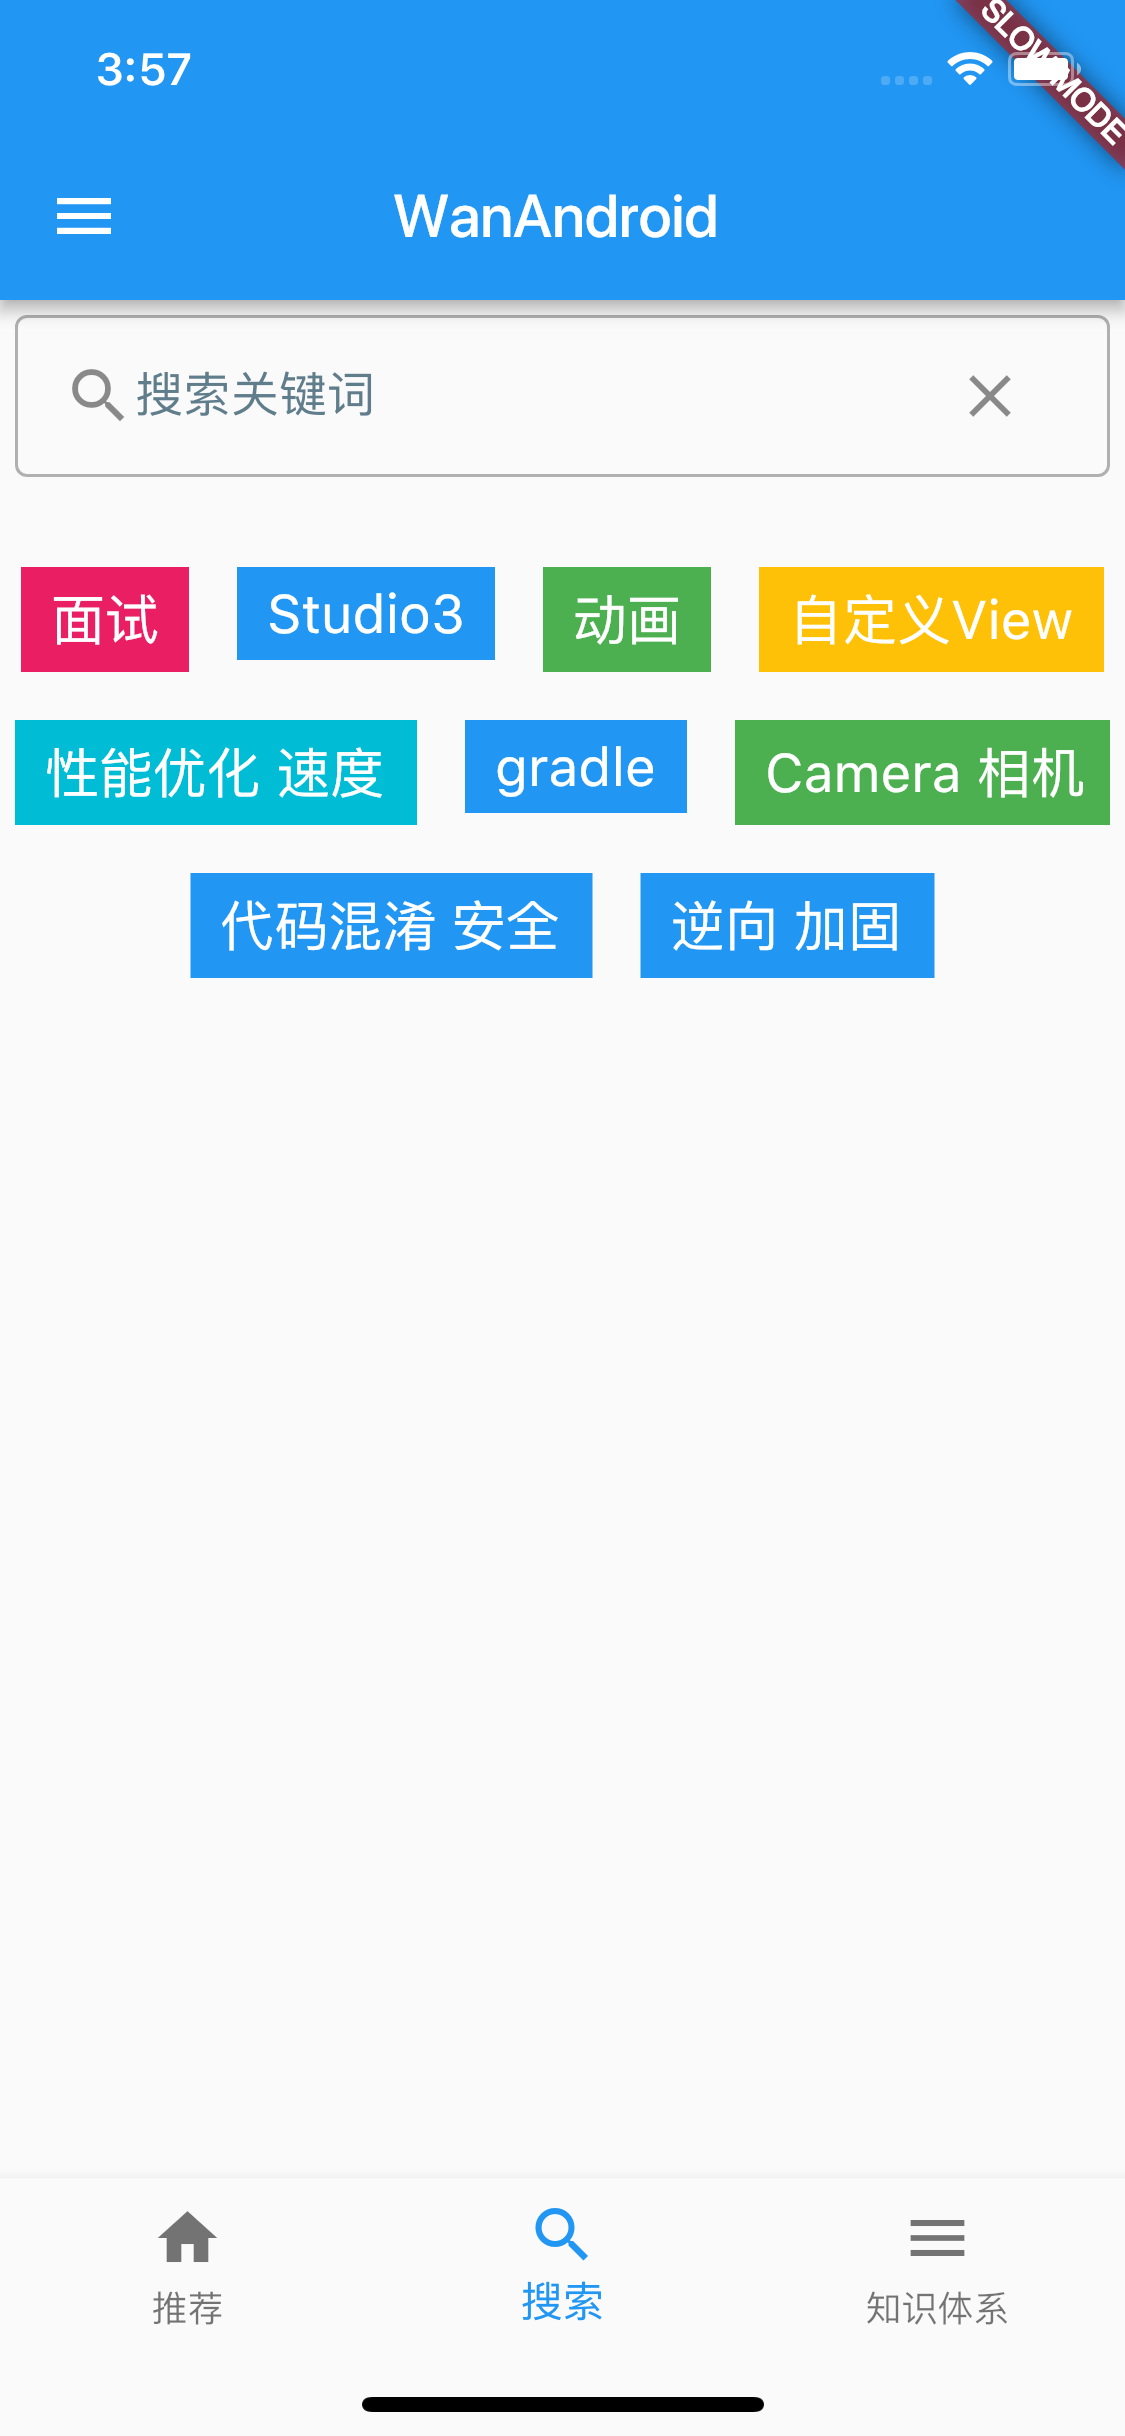 3:57
SLOW MODE
WanAndroid
搜索关键词
面试 Studio3 动画 自定义View
性能优化 速度 gradle Camera 相机
代码混淆 安全 逆向 加固
推荐 搜索 知识体系